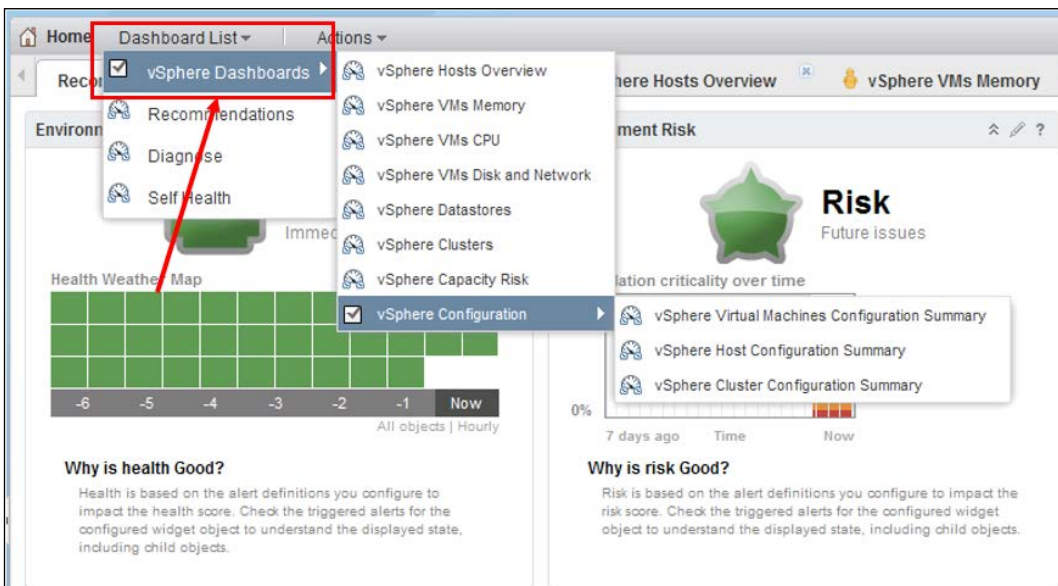 Home Dashboard List Actions
vSphere Dashboards
Recommendations
Diagnose
Self Health
vSphere Hosts Overview
vSphere VMs Memory
vSphere VMs CPU
vSphere VMs Disk and Network
vSphere Datastores
vSphere Clusters
vSphere Capacity Risk
vSphere Configuration
vSphere Virtual Machines Configuration Summary
vSphere Host Configuration Summary
vSphere Cluster Configuration Summary
Hosts Overview vSphere VMs Memory
Environ
ment Risk ?
Immed
Risk
Future issues
Health Weather Map
-6 -5 -4 -3 -2 -1 Now
All objects | Hourly
criticality over time
0%
7 days ago Time Now
Why is health Good?
Health is based on the alert definitions you configure to
impact the health score. Check the triggered alerts for the
configured widget object to understand the displayed state,
including child objects.
Why is risk Good?
Risk is based on the alert definitions you configure to impact the
risk score. Check the triggered alerts for the configured widget
object to understand the displayed state, including child objects.